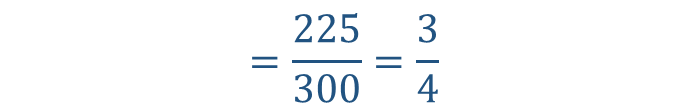 = 225/300 = 3/4